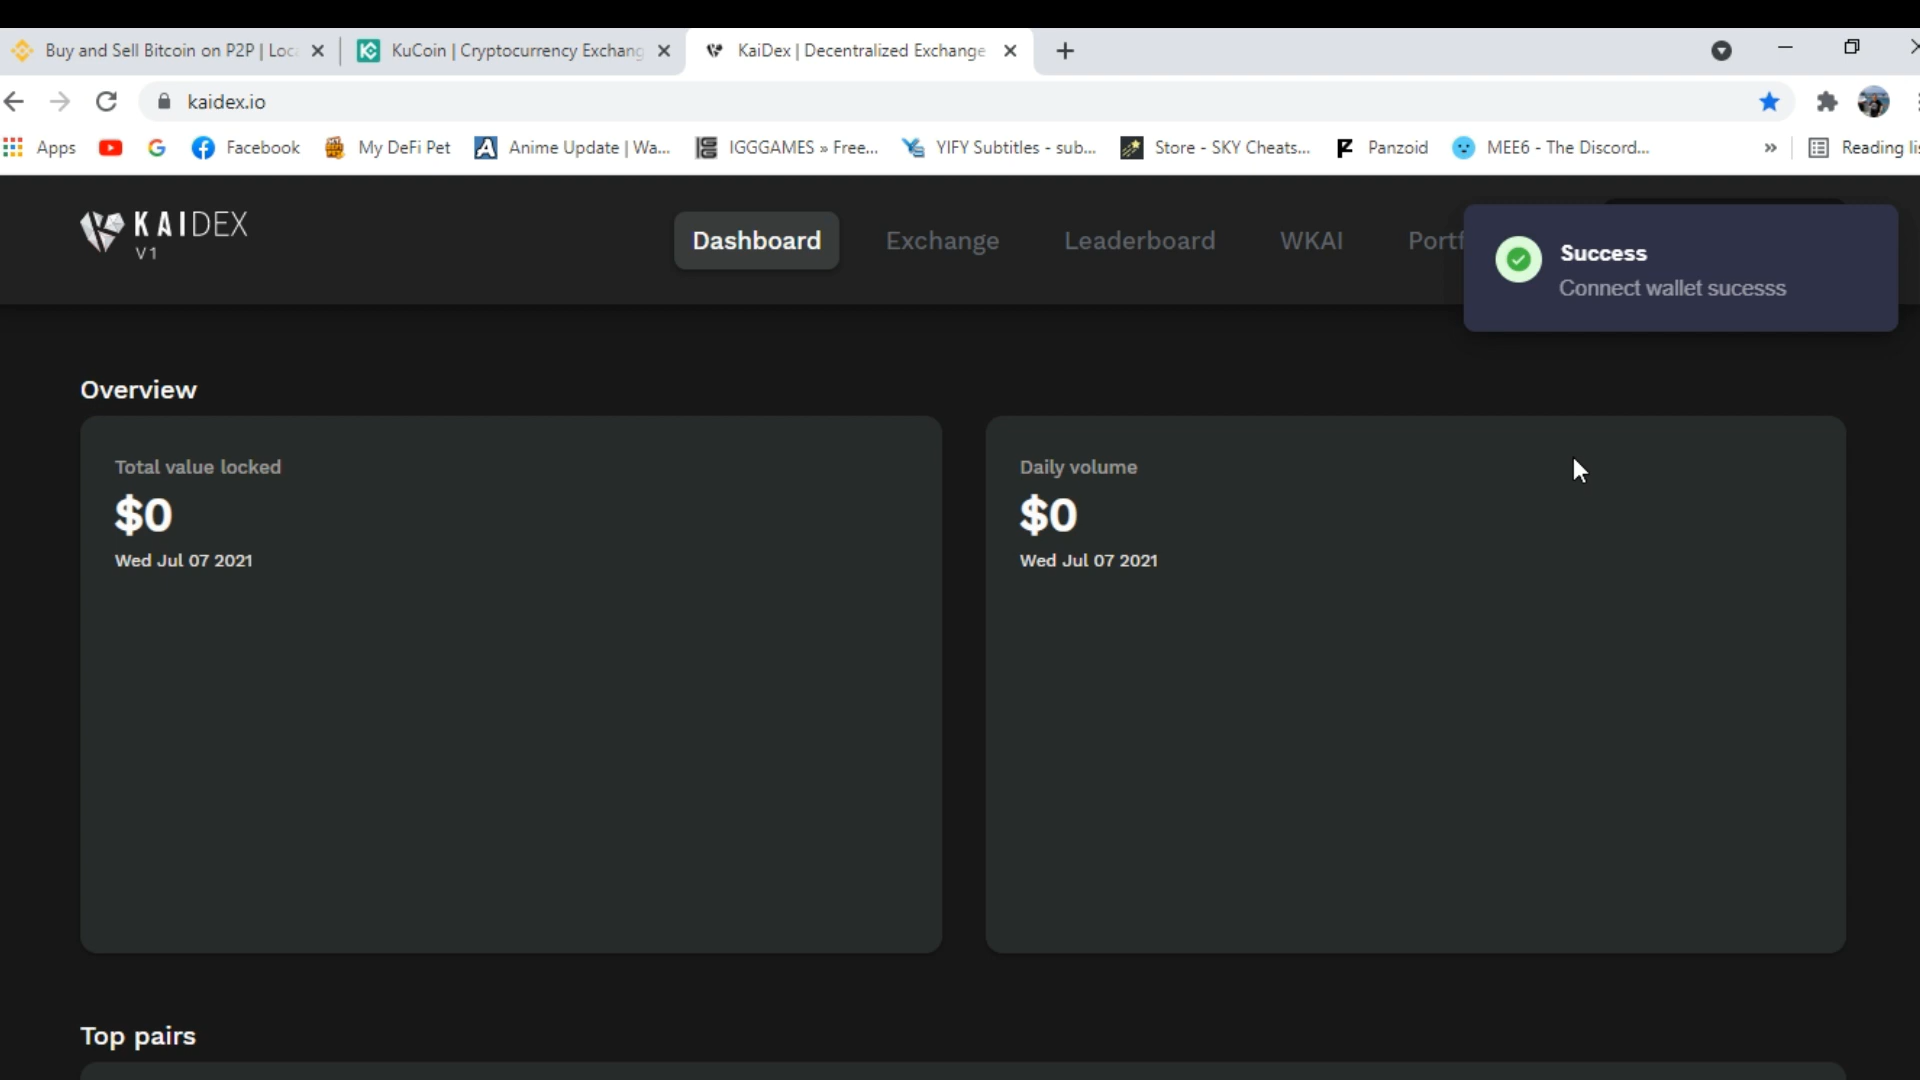 Buy and Sell Bitcoin on P2P | Loc
KuCoin | Cryptocurrency Exchang
KaiDex | Decentralized Exchange
kaidex.io
Apps
Facebook
My DeFi Pet
Anime Update | Wa...
IGGGAMES » Free...
YIFY Subtitles - sub...
Store - SKY Cheats...
Panzoid
MEE6 - The Discord...
»
Reading lis
KAIDEX
V1
Dashboard
Exchange
Leaderboard
WKAI
Portf
Success
Connect wallet sucesss
Overview
Total value locked
$0
Wed Jul 07 2021
Daily volume
$0
Wed Jul 07 2021
Top pairs